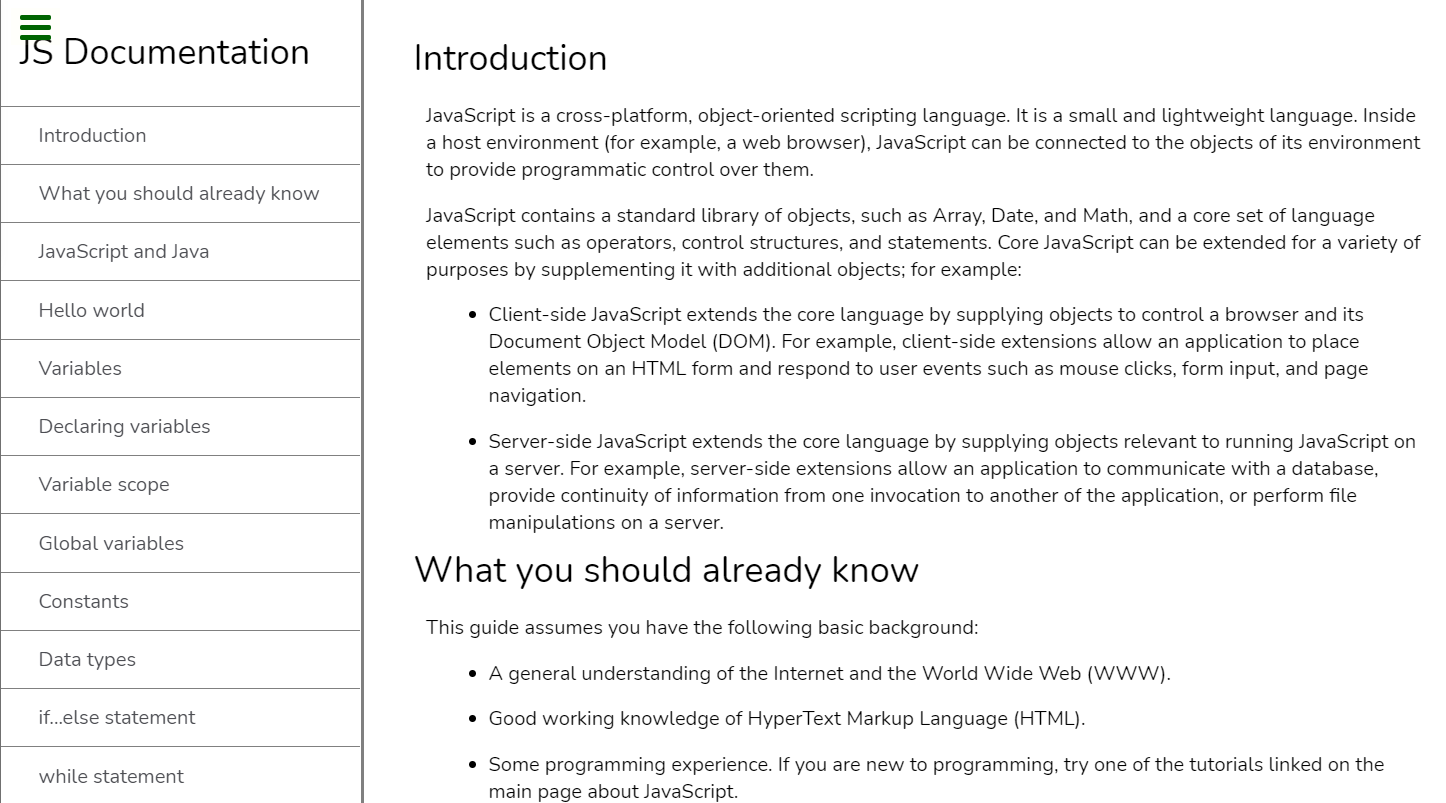 JS Documentation
Introduction
What you should already know
JavaScript and Java
Hello world
Variables
Declaring variables
Variable scope
Global variables
Constants
Data types
if...else statement
while statement
Introduction
JavaScript is a cross-platform, object-oriented scripting language. It is a small and lightweight language. Inside
a host environment (for example, a web browser), JavaScript can be connected to the objects of its environment
to provide programmatic control over them.
JavaScript contains a standard library of objects, such as Array, Date, and Math, and a core set of language
elements such as operators, control structures, and statements. Core JavaScript can be extended for a variety of
purposes by supplementing it with additional objects; for example:
• Client-side JavaScript extends the core language by supplying objects to control a browser and its
Document Object Model (DOM). For example, client-side extensions allow an application to place
elements on an HTML form and respond to user events such as mouse clicks, form input, and page
navigation.
• Server-side JavaScript extends the core language by supplying objects relevant to running JavaScript on
a server. For example, server-side extensions allow an application to communicate with a database,
provide continuity of information from one invocation to another of the application, or perform file
manipulations on a server.
What you should already know
This guide assumes you have the following basic background:
• A general understanding of the Internet and the World Wide Web (WWW).
• Good working knowledge of HyperText Markup Language (HTML).
• Some programming experience. If you are new to programming, try one of the tutorials linked on the
main page about JavaScript.